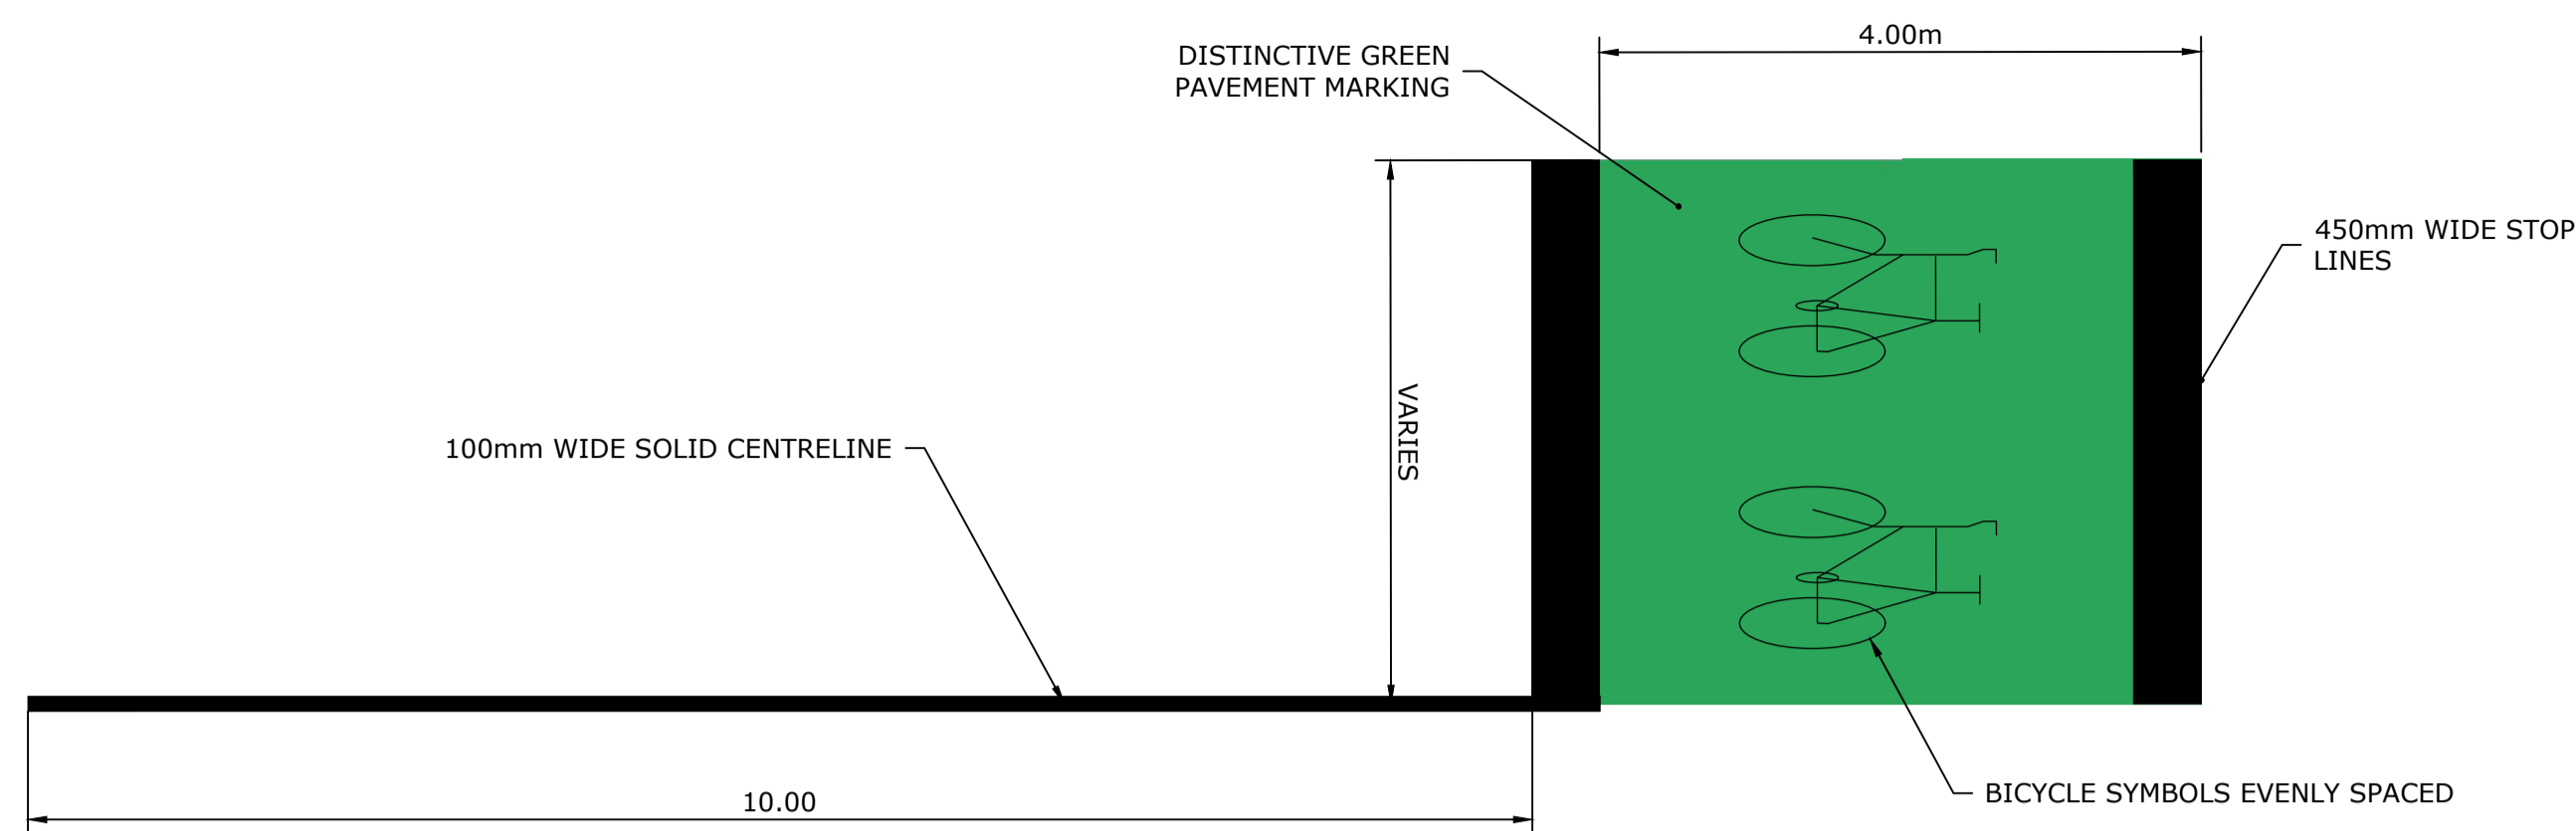 4.00m
DISTINCTIVE GREEN
PAVEMENT MARKING
450mm WIDE STOP
LINES
VARIES
100mm WIDE SOLID CENTRELINE
BICYCLE SYMBOLS EVENLY SPACED
10.00